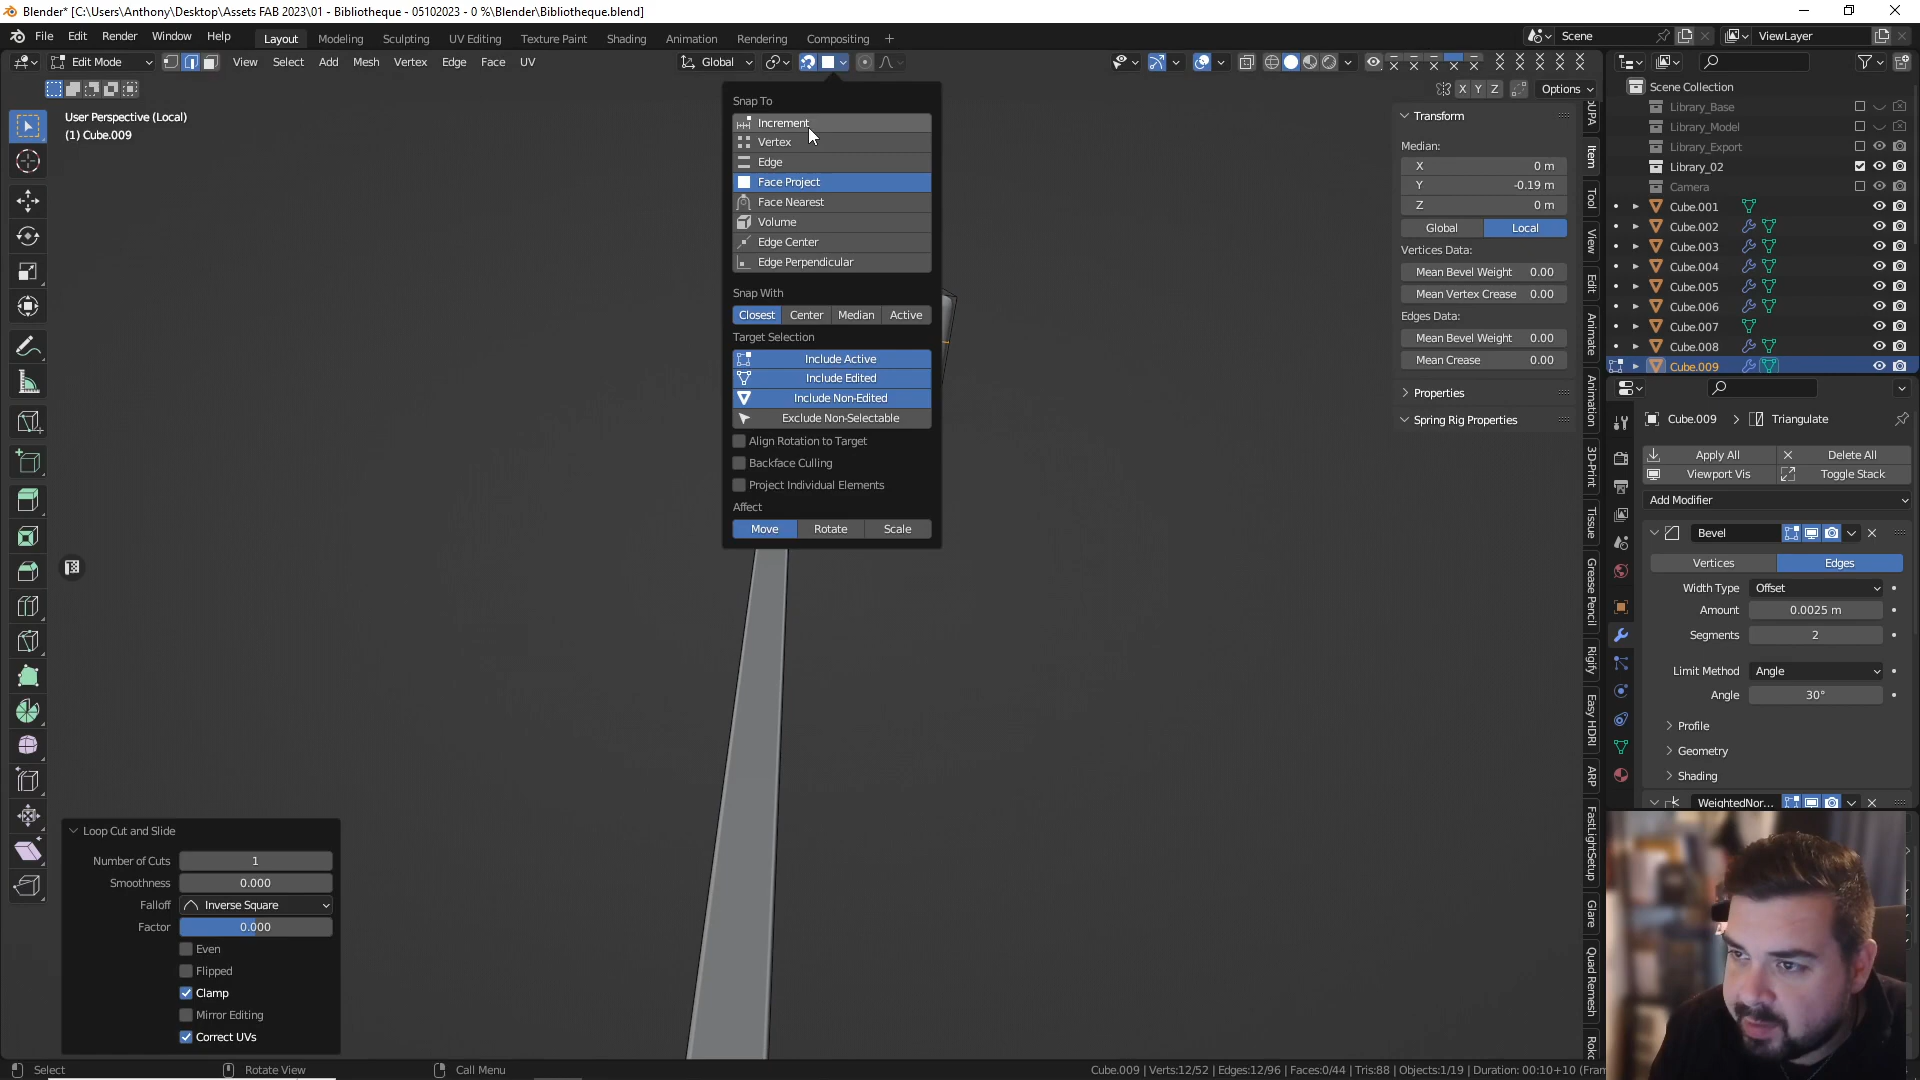 Blender* [C:\Users\Anthony\Desktop\Assets FAB 2023\01 - Bibliotheque - 05102023 - 0 %\Blender\Bibliotheque.blend]
File Edit Render Window Help
Layout Modeling Sculpting UV Editing Texture Paint Shading Animation Rendering Compositing
Scene
ViewLayer
Edit Mode
View Select Add Mesh Vertex Edge Face UV
Global
X Y Z
Options
User Perspective (Local)
(1) Cube.009
Snap To
Increment
Vertex
Edge
Face Project
Face Nearest
Volume
Edge Center
Edge Perpendicular
Snap With
Closest Center Median Active
Target Selection
Include Active
Include Edited
Include Non-Edited
Exclude Non-Selectable
Align Rotation to Target
Backface Culling
Project Individual Elements
Affect
Move Rotate Scale
Transform
Median:
X 0 m
Y -0.19 m
Z 0 m
Global Local
Vertices Data:
Mean Bevel Weight 0.00
Mean Vertex Crease 0.00
Edges Data:
Mean Bevel Weight 0.00
Mean Crease 0.00
Properties
Spring Rig Properties
Item
Tool
View
Edit
Animate
Animation
3D-Print
Tissue
Grease Pencil
Rigify
Easy HDRI
ARP
FastLightSetup
Glare
Quad Remesh
Scene Collection
Library_Base
Library_Model
Library_Export
Library_02
Camera
Cube.001
Cube.002
Cube.003
Cube.004
Cube.005
Cube.006
Cube.007
Cube.008
Cube.009
Cube.009 > Triangulate
Apply All Delete All
Viewport Vis Toggle Stack
Add Modifier
Bevel
Vertices Edges
Width Type Offset
Amount 0.0025 m
Segments 2
Limit Method Angle
Angle 30°
Profile
Geometry
Shading
WeightedNor...
Loop Cut and Slide
Number of Cuts 1
Smoothness 0.000
Falloff Inverse Square
Factor 0.000
Even
Flipped
Clamp
Mirror Editing
Correct UVs
Select
Rotate View
Call Menu
Cube.009 | Verts:12/52 | Edges:12/96 | Faces:0/44 | Tris:88 | Objects:1/19 | Duration: 00:10+10 (Fram